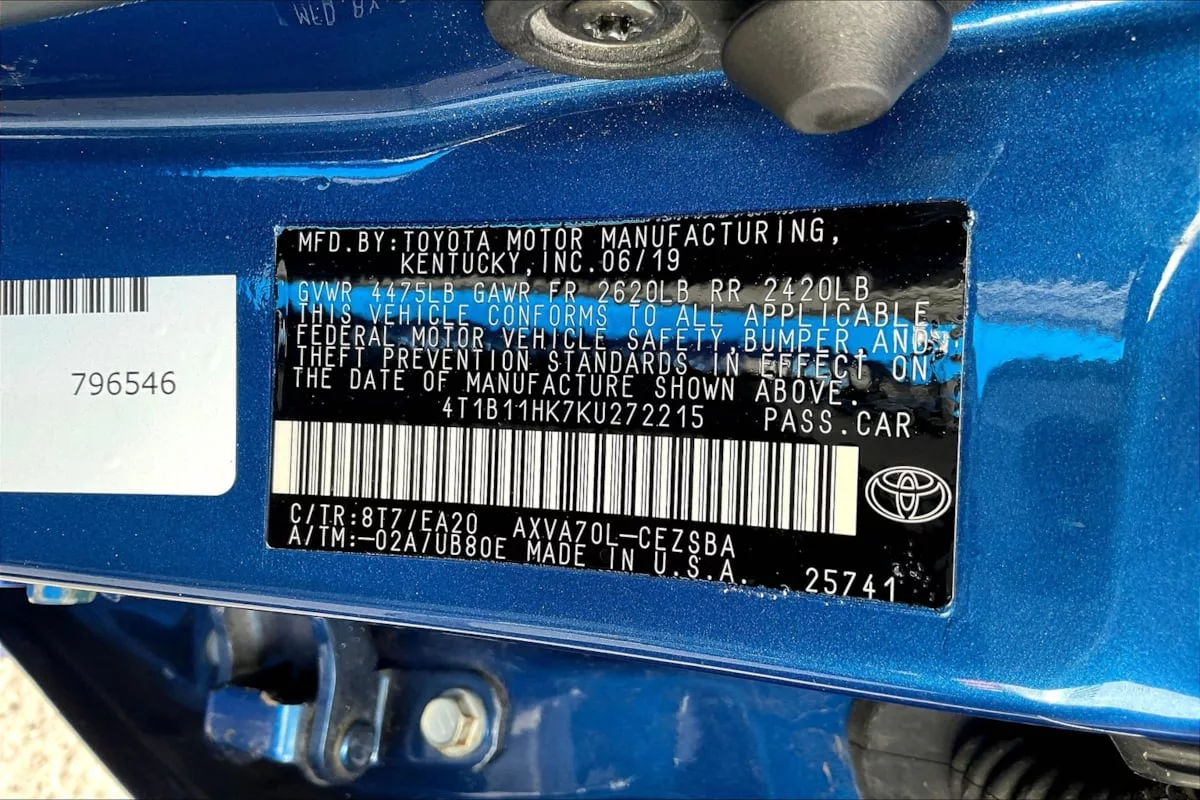 MFD.BY:TOYOTA MOTOR MANUFACTURING,
KENTUCKY,INC.06/19
GVWR 4475LB GAWR FR 2620LB RR 2420LB
THIS VEHICLE CONFORMS TO ALL APPLICABLE
FEDERAL MOTOR VEHICLE SAFETY,BUMPER AND
THEFT PREVENTION STANDARDS IN EFFECT ON
THE DATE OF MANUFACTURE SHOWN ABOVE.
4T1B11HK7KU272215 PASS.CAR
C/TR:8T7/EA20 AXVA70L-CEZSBA
A/TM:-02A/UB80E MADE IN U.S.A.
25741
796546